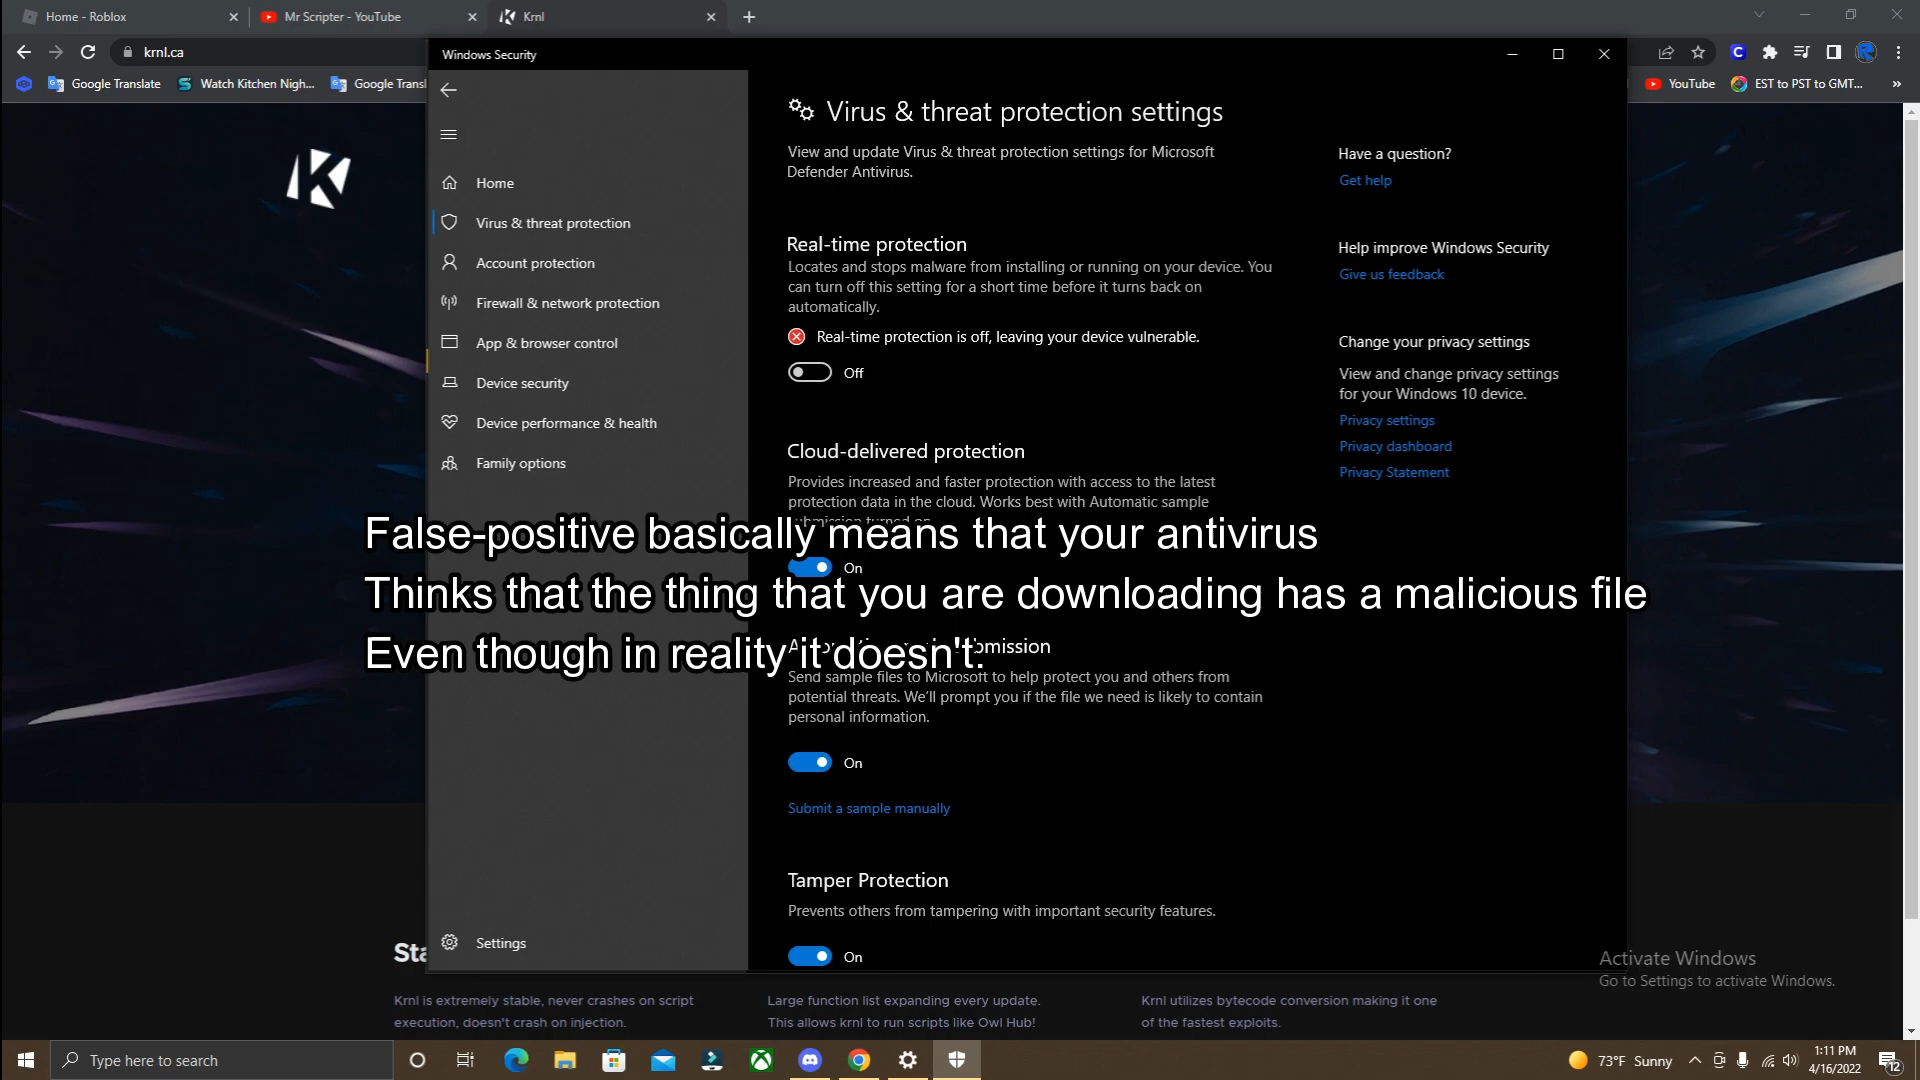 Home - Roblox
Mr Scripter - YouTube
Krnl
krnl.ca
Google Translate
Watch Kitchen Nigh...
Google Transl
YouTube
EST to PST to GMT...
Windows Security
Home
Virus & threat protection
Account protection
Firewall & network protection
App & browser control
Device security
Device performance & health
Family options
Settings
Virus & threat protection settings
View and update Virus & threat protection settings for Microsoft
Defender Antivirus.
Real-time protection
Locates and stops malware from installing or running on your device. You
can turn off this setting for a short time before it turns back on
automatically.
Real-time protection is off, leaving your device vulnerable.
Off
Cloud-delivered protection
Provides increased and faster protection with access to the latest
protection data in the cloud. Works best with Automatic sample
On
Send sample files to Microsoft to help protect you and others from
potential threats. We'll prompt you if the file we need is likely to contain
personal information.
On
Submit a sample manually
Tamper Protection
Prevents others from tampering with important security features.
On
Have a question?
Get help
Help improve Windows Security
Give us feedback
Change your privacy settings
View and change privacy settings
for your Windows 10 device.
Privacy settings
Privacy dashboard
Privacy Statement
False-positive basically means that your antivirus
Thinks that the thing that you are downloading has a malicious file
Even though in reality it doesn't.
Krnl is extremely stable, never crashes on script
execution, doesn't crash on injection.
Large function list expanding every update.
This allows krnl to run scripts like Owl Hub!
Krnl utilizes bytecode conversion making it one
of the fastest exploits.
Activate Windows
Go to Settings to activate Windows.
Type here to search
73°F Sunny
1:11 PM
4/16/2022
12